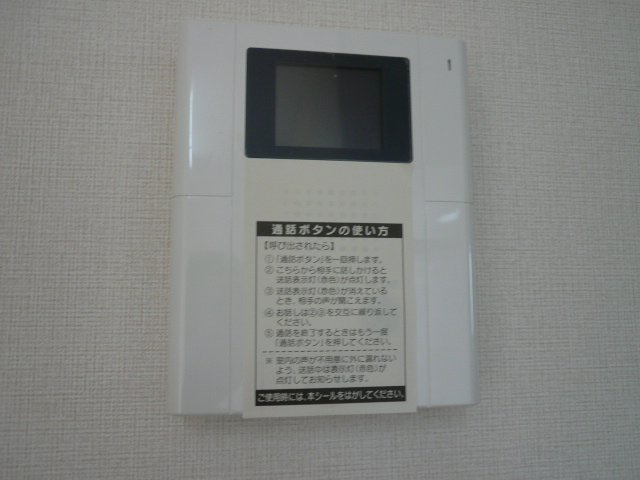 通話ボタンの使い方
【呼び出されたら】
①「通話ボタン」を一回押します。
② こちらから相手に話しかけると
送話表示灯(赤色)が点灯します。
③ 送話表示灯(赤色)が消えている
とき、相手の声が聞こえます。
④ お話しは②③を交互に繰り返して
ください。
⑤ 通話を終了するときはもう一度
「通話ボタン」を押してください。
※ 室内の声が不用意に外に漏れない
よう、送話中は表示灯(赤色)が
点灯してお知らせします。
ご使用時には、本シールをはがしてください。